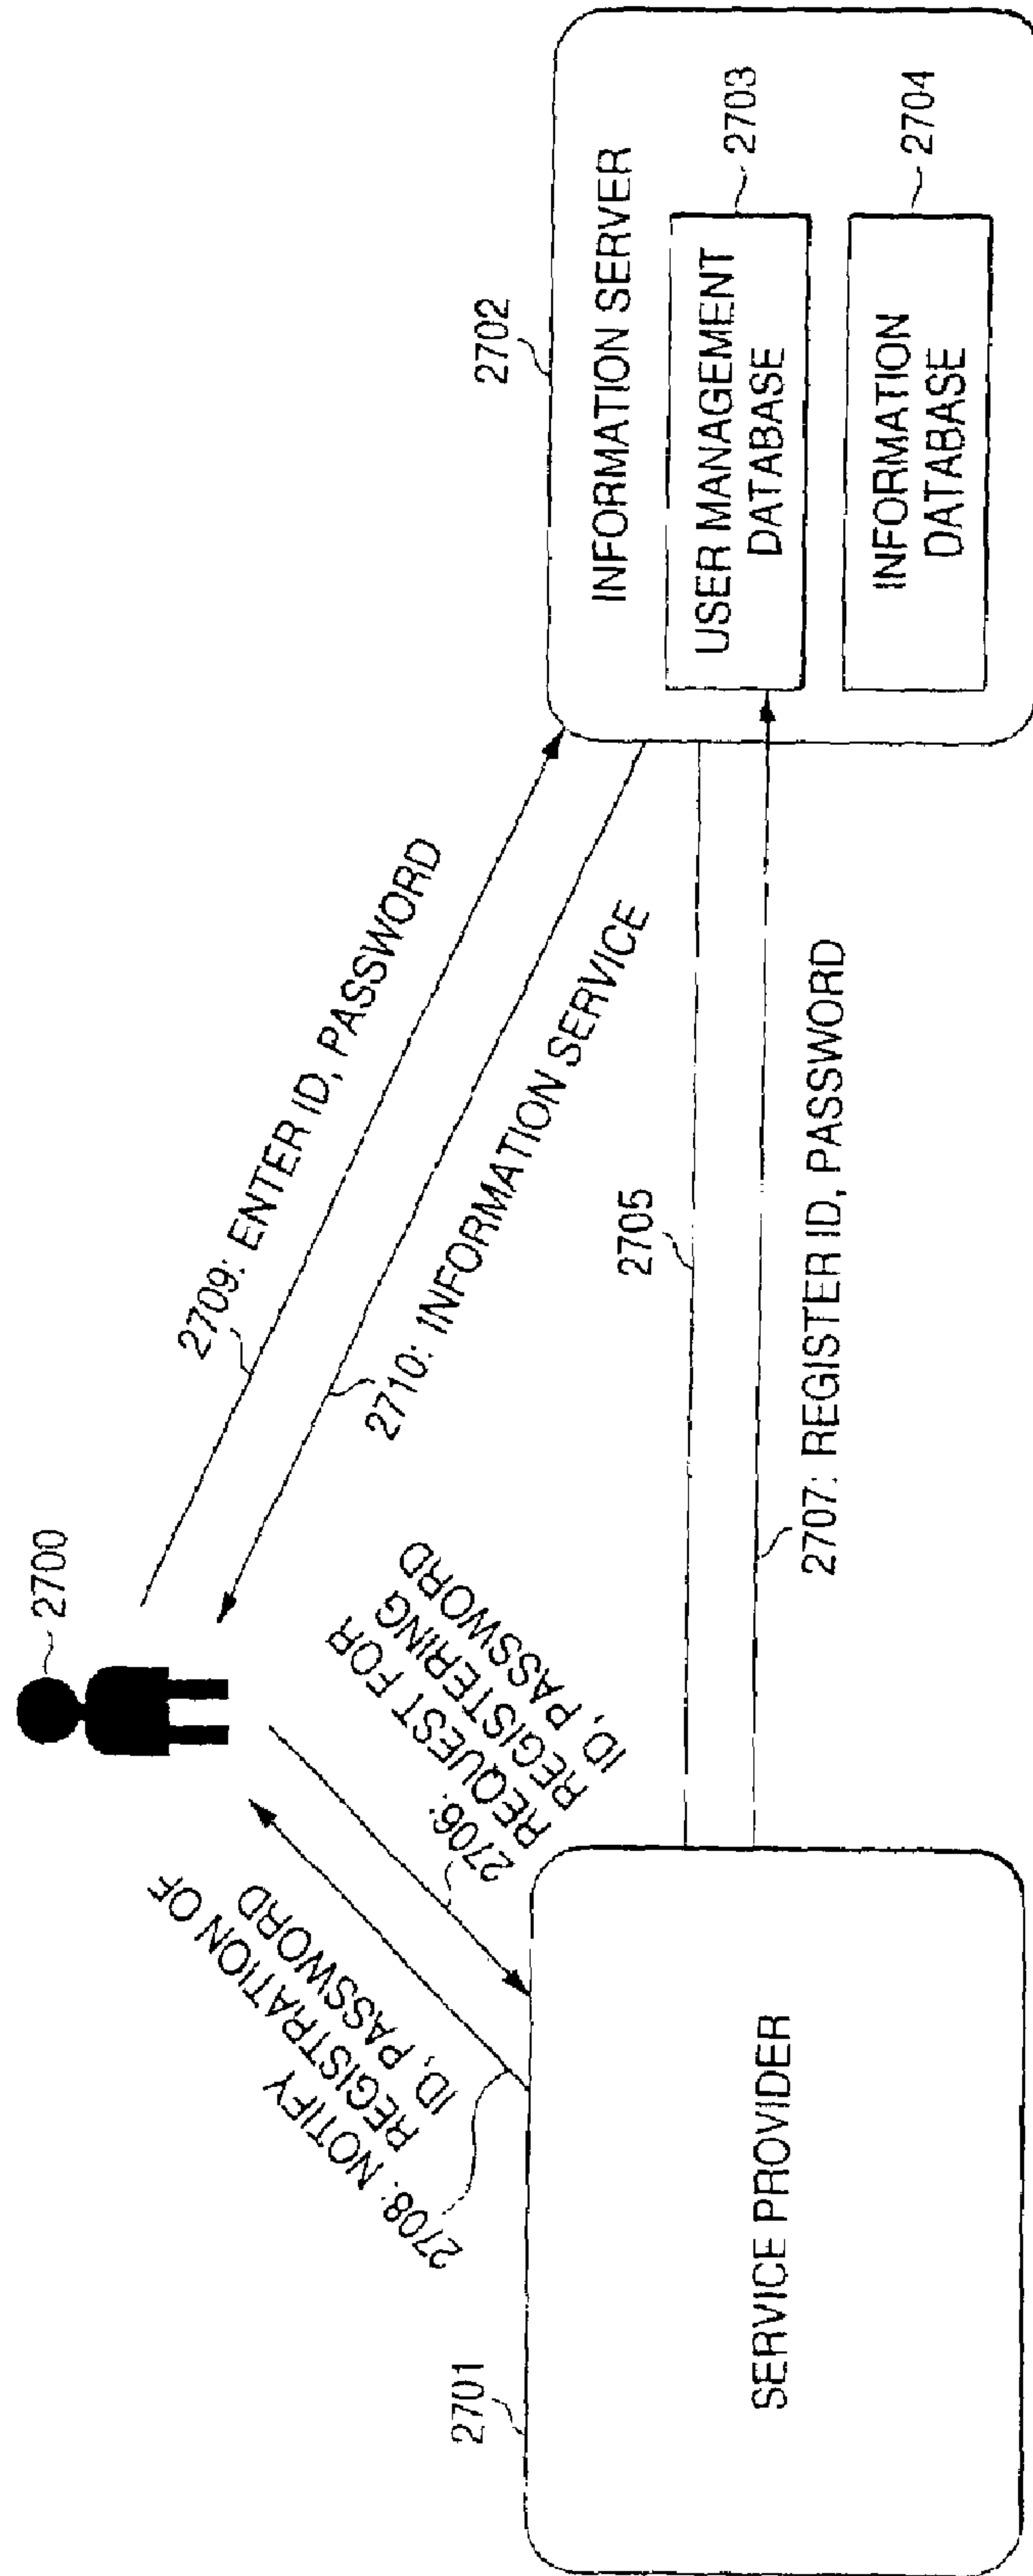 2700
2709: ENTER ID, PASSWORD
2710: INFORMATION SERVICE
2706:
REQUEST FOR
REGISTERING
ID, PASSWORD
2708: NOTIFY
REGISTRATION OF
ID, PASSWORD
2701
SERVICE PROVIDER
2705
2707: REGISTER ID, PASSWORD
2702
INFORMATION SERVER
USER MANAGEMENT
DATABASE
2703
INFORMATION
DATABASE
2704